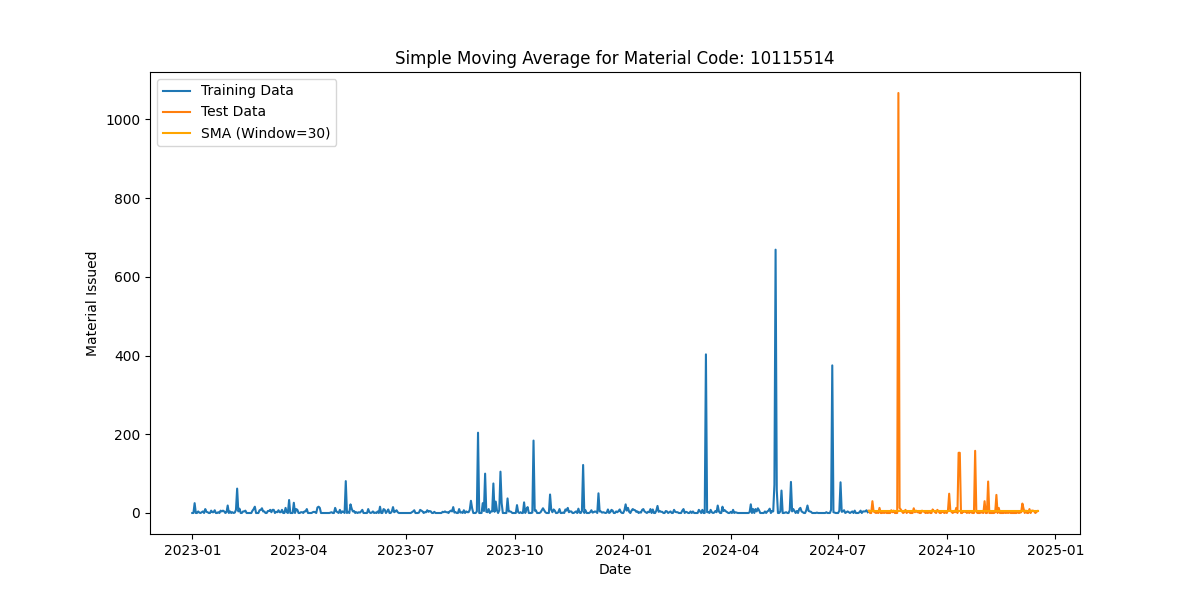 Simple Moving Average for Material Code: 10115514
Training Data
Test Data
SMA (Window=30)
Material Issued
1000
800
600
400
200
0
2023-01 2023-04 2023-07 2023-10 2024-01 2024-04 2024-07 2024-10 2025-01
Date